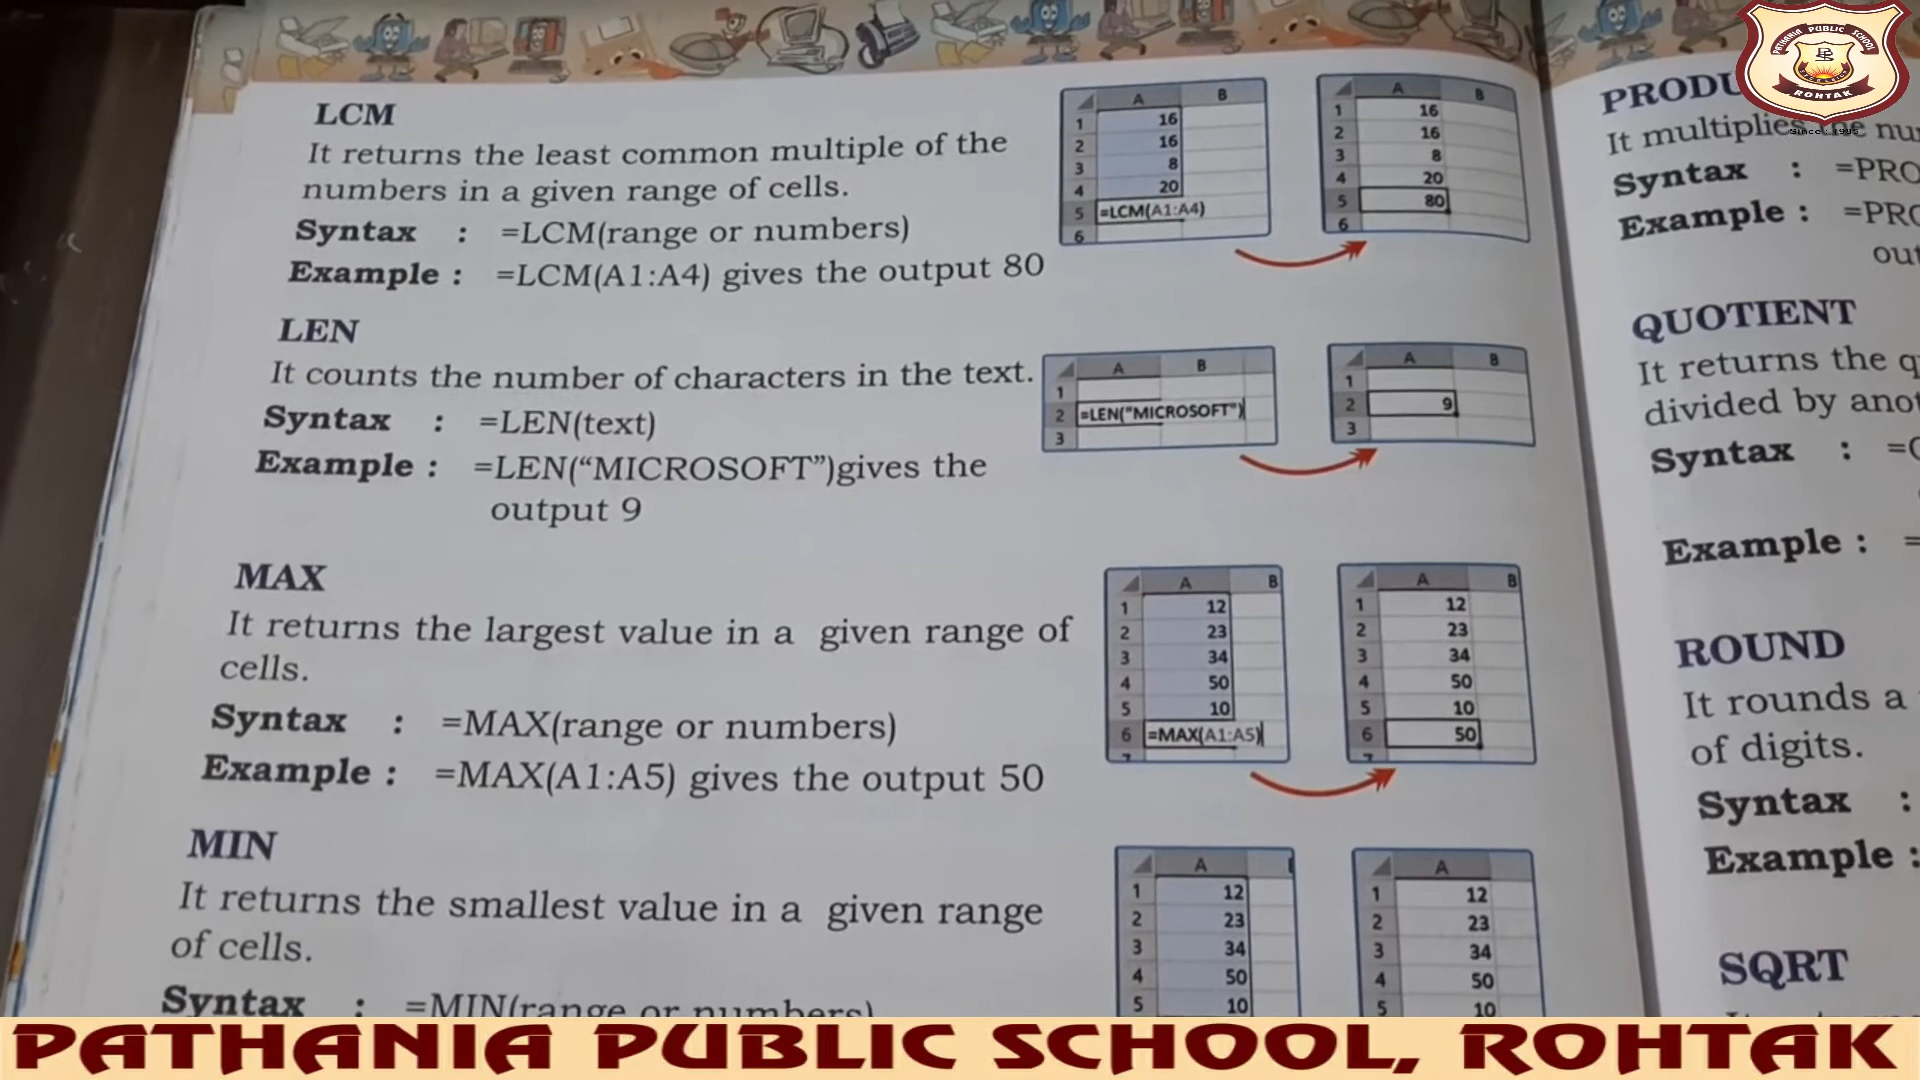 LCM
It returns the least common multiple of the
numbers in a given range of cells.
Syntax : =LCM(range or numbers)
Example : =LCM(A1:A4) gives the output 80
A B
1 16
2 16
3 8
4 20
5 =LCM(A1:A4)
6
A B
1 16
2 16
3 8
4 20
5 80
6
LEN
It counts the number of characters in the text.
Syntax : =LEN(text)
Example : =LEN(“MICROSOFT”)gives the
output 9
A B
1
2 =LEN("MICROSOFT")
3
A B
1
2 9
3
MAX
It returns the largest value in a given range of
cells.
Syntax : =MAX(range or numbers)
Example : =MAX(A1:A5) gives the output 50
A B
1 12
2 23
3 34
4 50
5 10
6 =MAX(A1:A5)
A B
1 12
2 23
3 34
4 50
5 10
6 50
MIN
It returns the smallest value in a given range
of cells.
Syntax : =MIN(range or numbers)
A
1 12
2 23
3 34
4 50
5 10
A
1 12
2 23
3 34
4 50
5 10
PRODU
It multiplies the nu
Syntax : =PRO
Example : =PRO
out
QUOTIENT
It returns the q
divided by anot
Syntax : =
Example : =
ROUND
It rounds a
of digits.
Syntax :
Example :
SQRT
PATHANIA PUBLIC SCHOOL
ROHTAK
Since : 1985
PATHANIA PUBLIC SCHOOL, ROHTAK